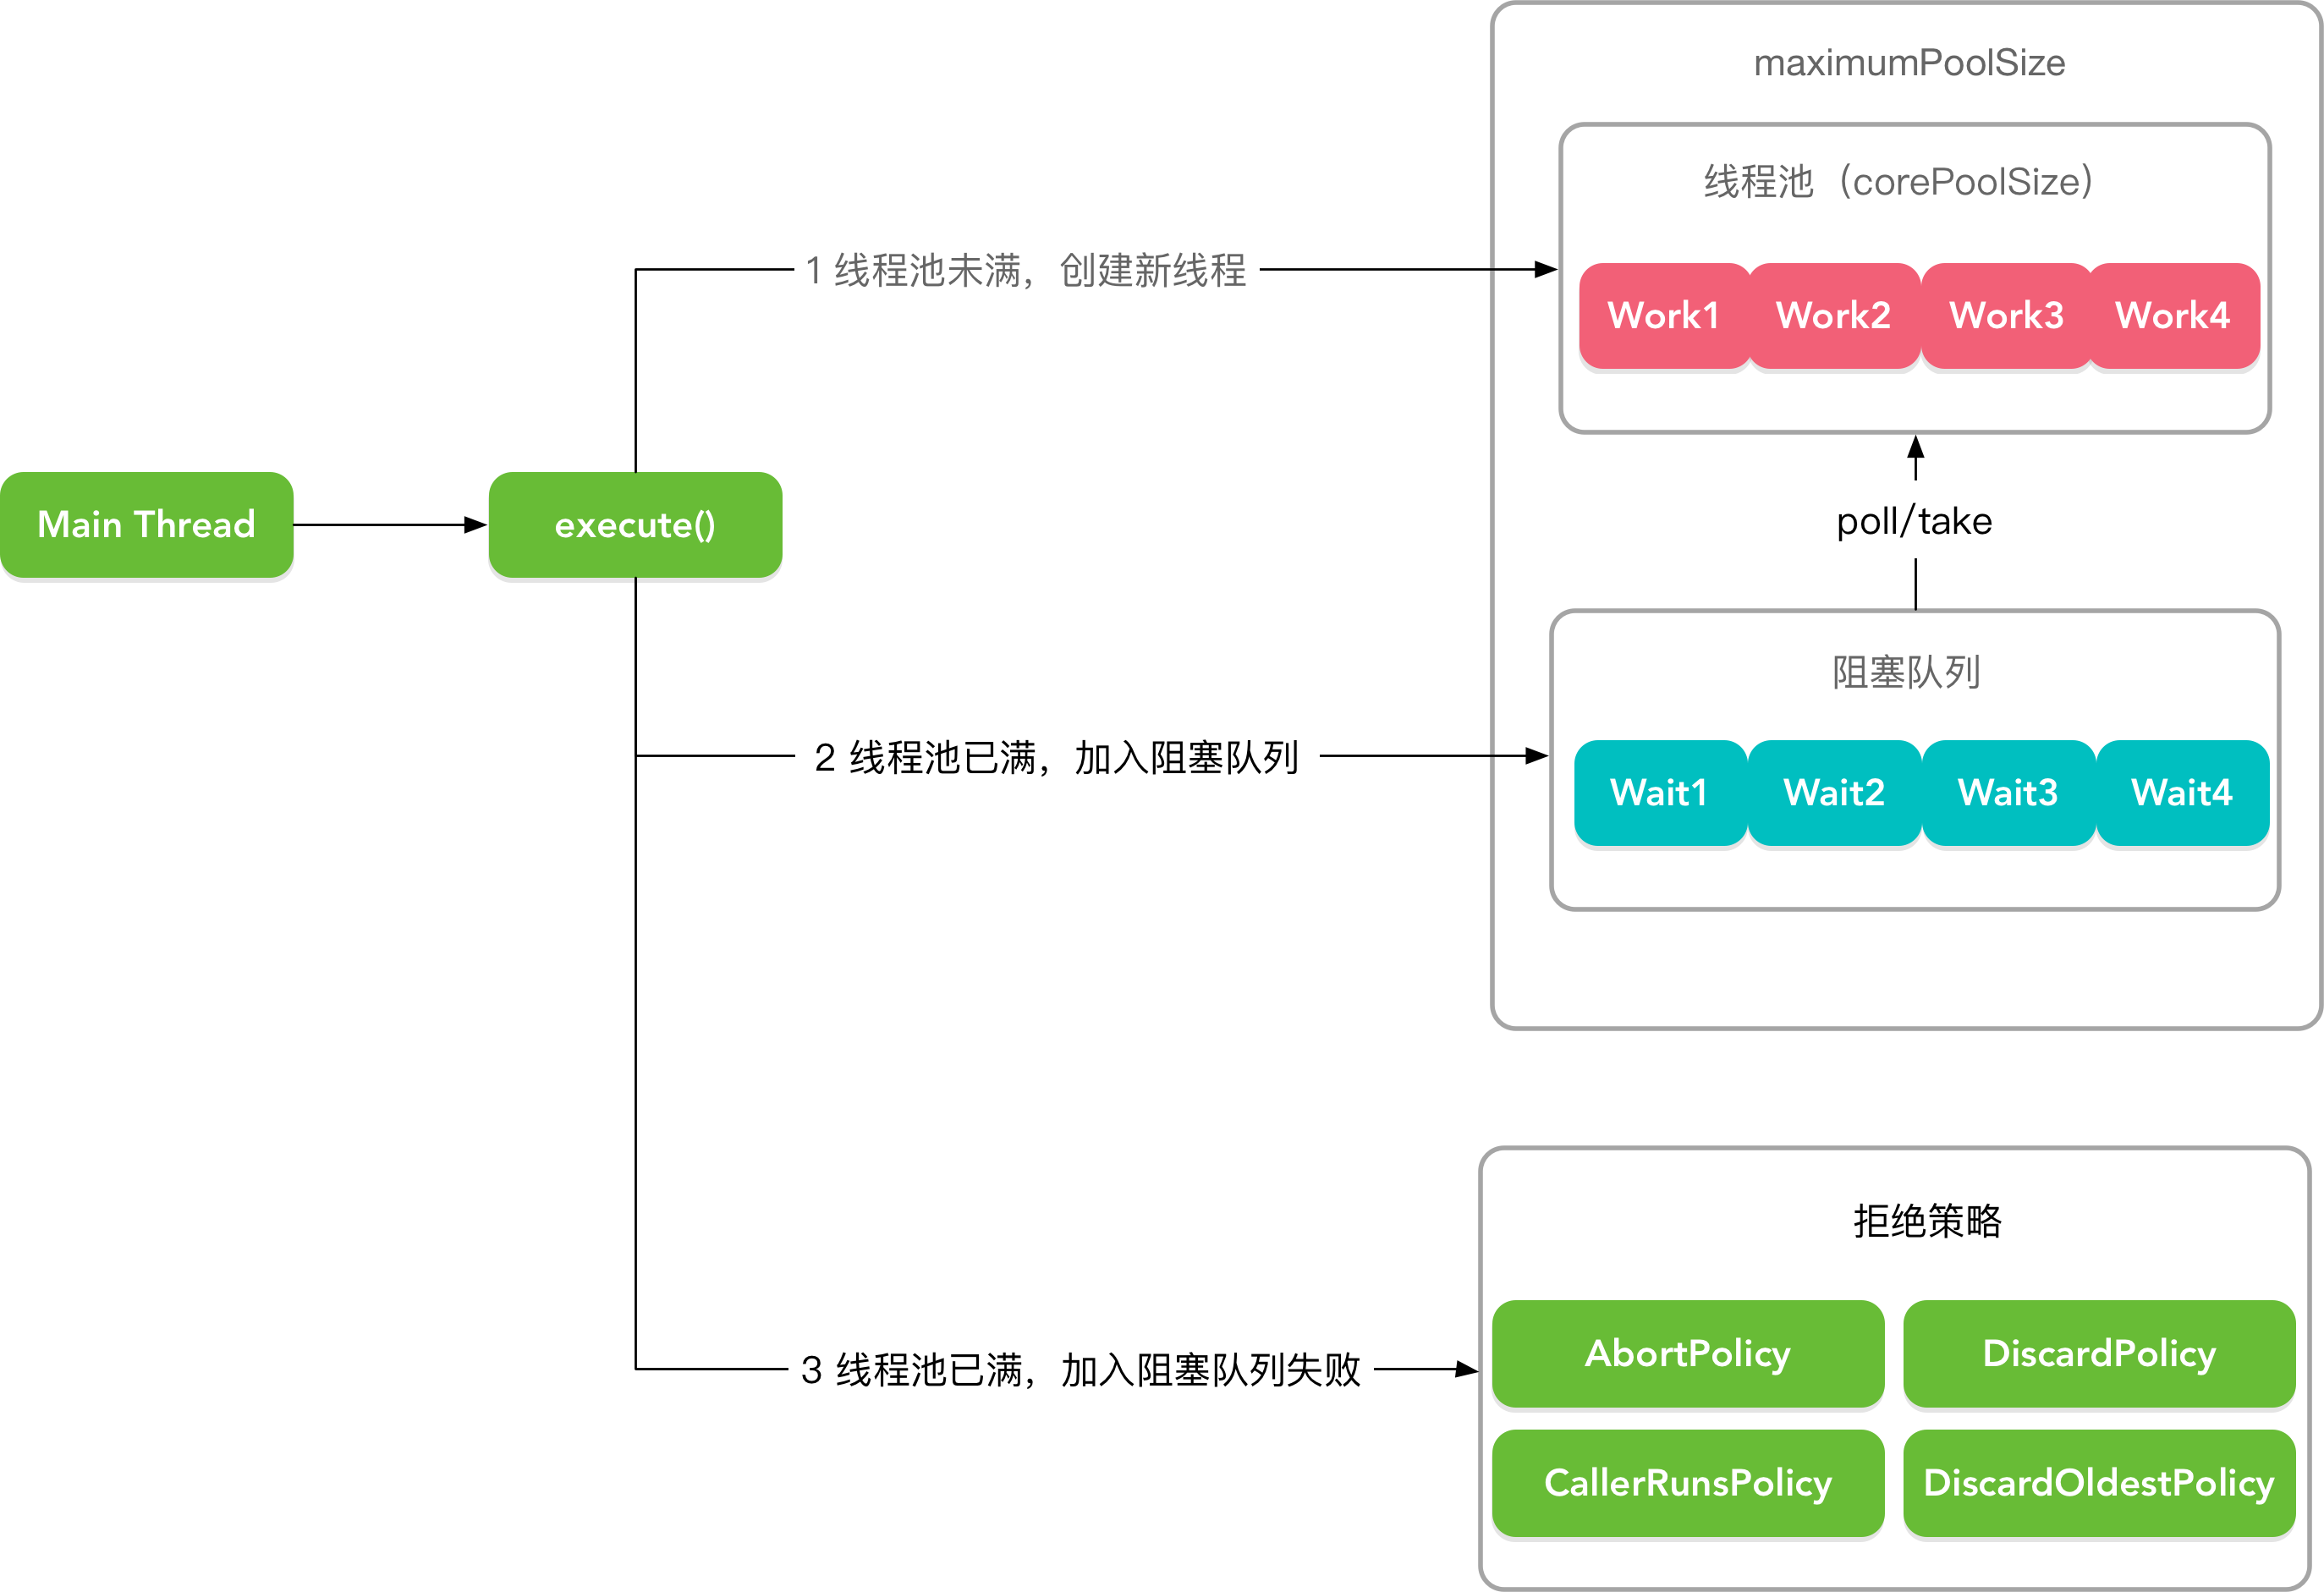 maximumPoolSize
线程池（corePoolSize）
1 线程池未满，创建新线程
Work1 Work2 Work3 Work4
Main Thread
execute()
poll/take
阻塞队列
2 线程池已满，加入阻塞队列
Wait1 Wait2 Wait3 Wait4
拒绝策略
3 线程池已满，加入阻塞队列失败
AbortPolicy DiscardPolicy
CallerRunsPolicy DiscardOldestPolicy